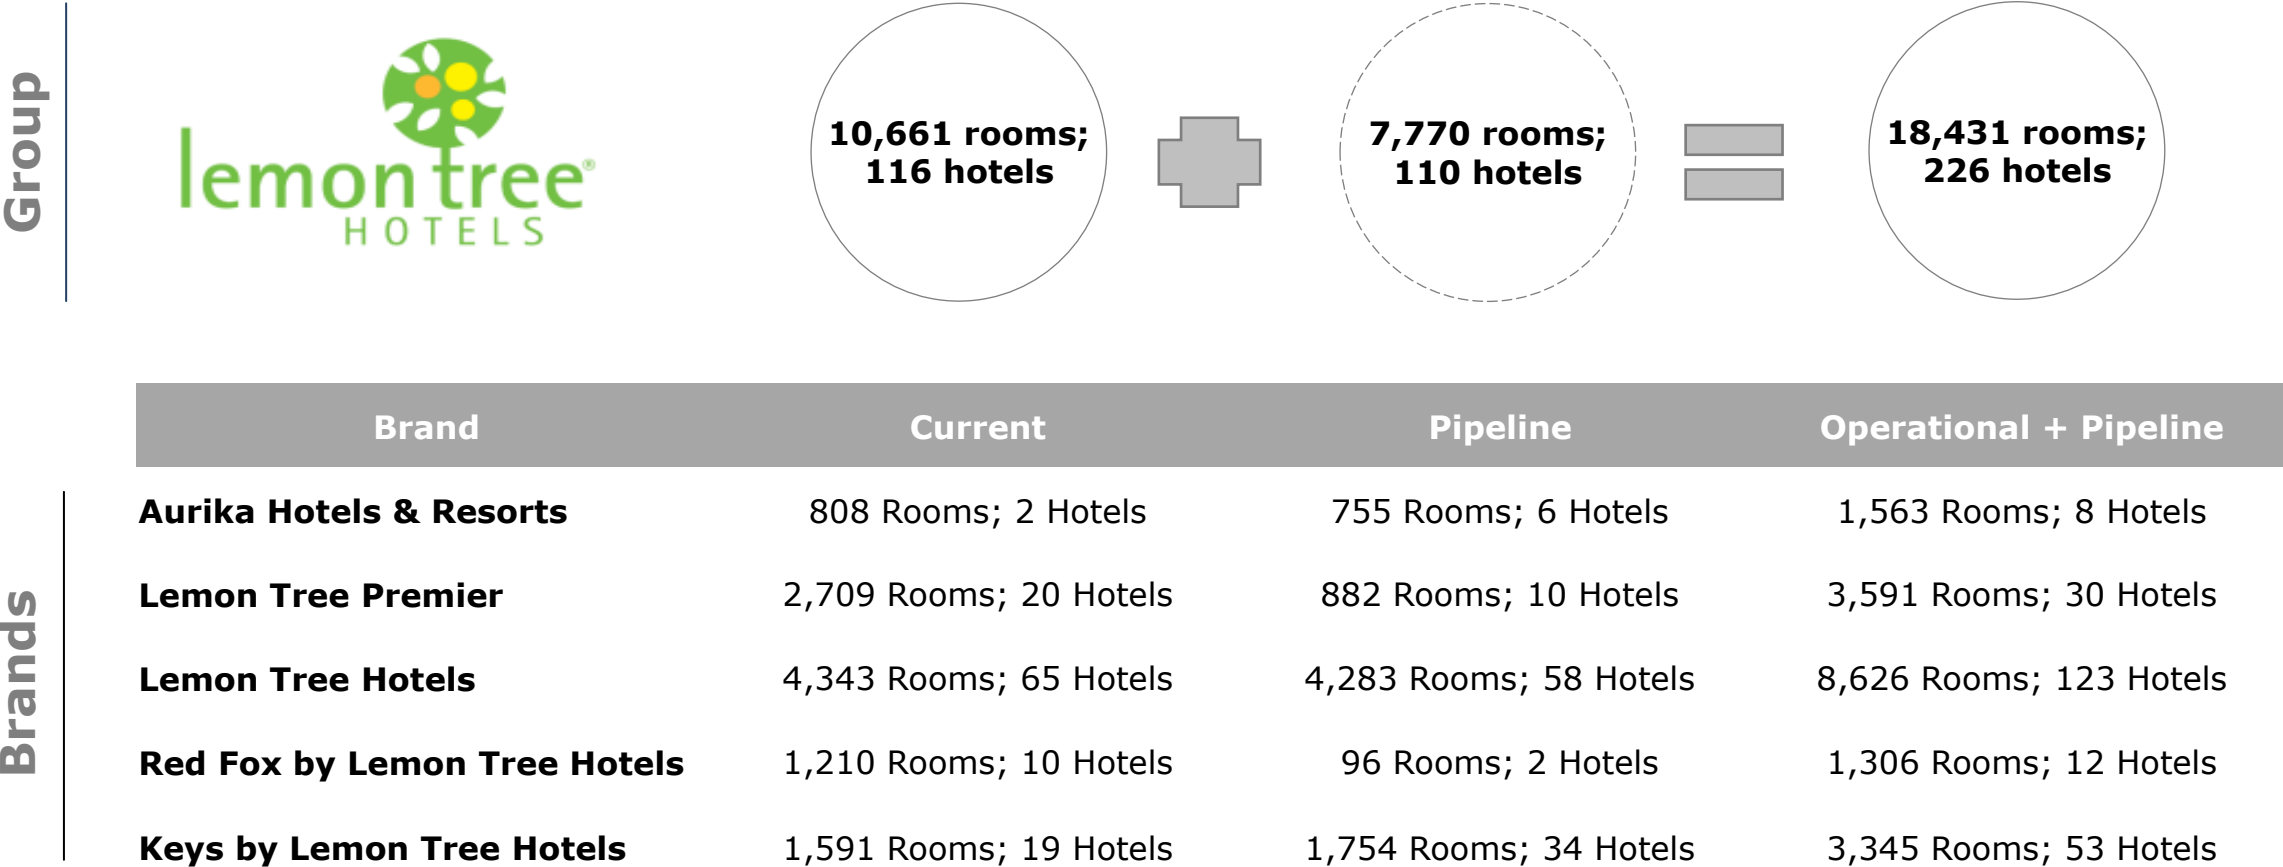 Group
lemon tree®
HOTELS
10,661 rooms;
116 hotels
7,770 rooms;
110 hotels
18,431 rooms;
226 hotels
Brand Current Pipeline Operational + Pipeline
Brands
Aurika Hotels & Resorts 808 Rooms; 2 Hotels 755 Rooms; 6 Hotels 1,563 Rooms; 8 Hotels
Lemon Tree Premier 2,709 Rooms; 20 Hotels 882 Rooms; 10 Hotels 3,591 Rooms; 30 Hotels
Lemon Tree Hotels 4,343 Rooms; 65 Hotels 4,283 Rooms; 58 Hotels 8,626 Rooms; 123 Hotels
Red Fox by Lemon Tree Hotels 1,210 Rooms; 10 Hotels 96 Rooms; 2 Hotels 1,306 Rooms; 12 Hotels
Keys by Lemon Tree Hotels 1,591 Rooms; 19 Hotels 1,754 Rooms; 34 Hotels 3,345 Rooms; 53 Hotels